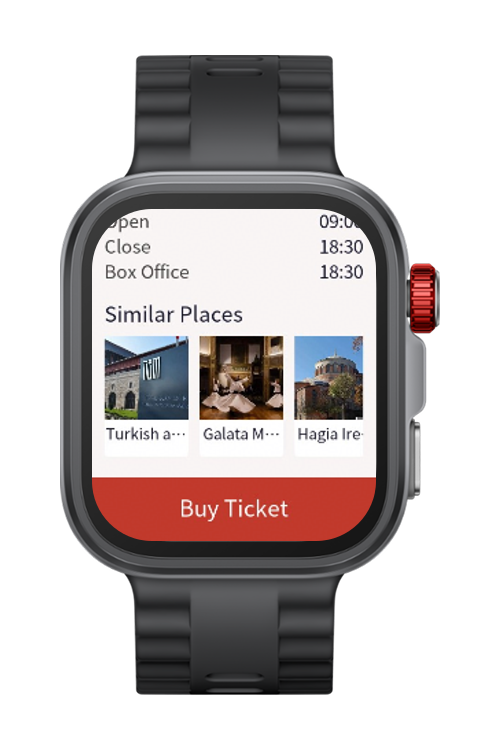 Open 09:00
Close 18:30
Box Office 18:30
Similar Places
Turkish a... Galata M... Hagia Ire
Buy Ticket